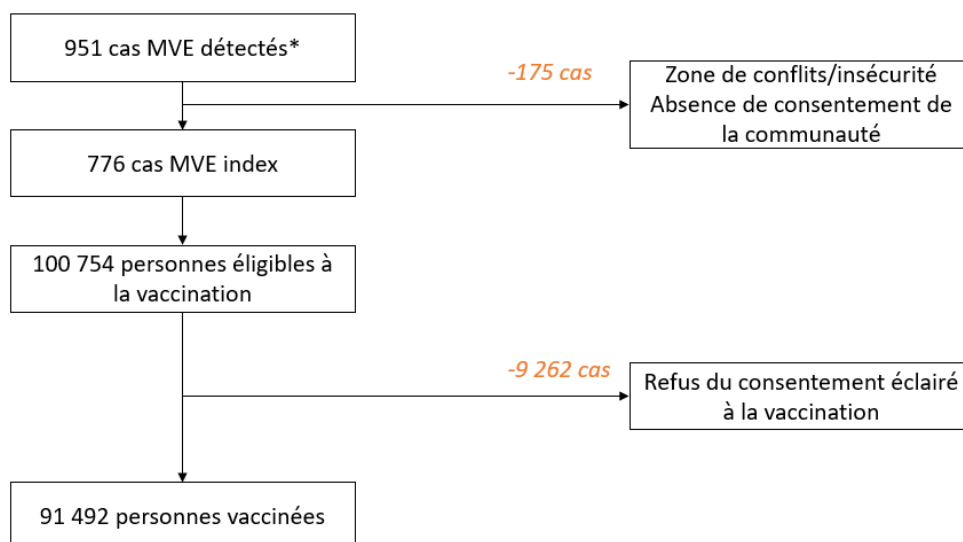 951 cas MVE détectés*
-175 cas
Zone de conflits/insécurité
Absence de consentement de
la communauté
776 cas MVE index
100 754 personnes éligibles à
la vaccination
-9 262 cas
Refus du consentement éclairé
à la vaccination
91 492 personnes vaccinées